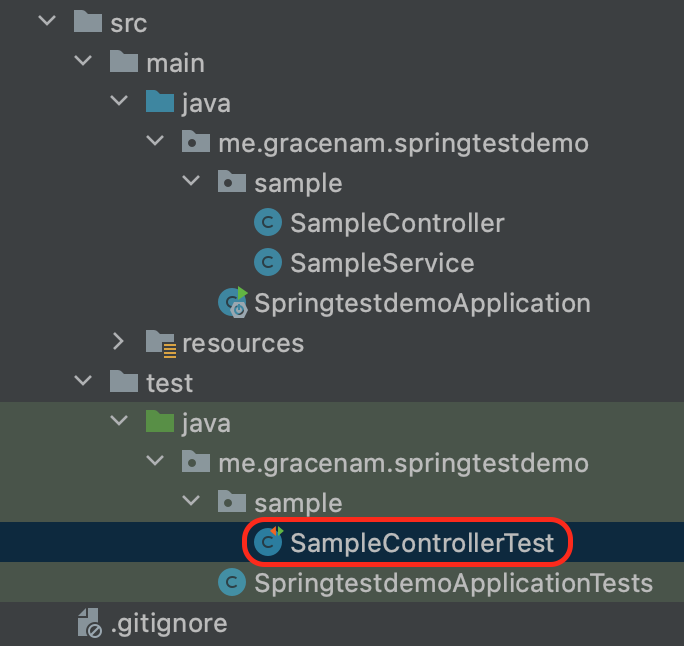 src
main
java
me.gracenam.springtestdemo
sample
SampleController
SampleService
SpringtestdemoApplication
resources
test
java
me.gracenam.springtestdemo
sample
SampleControllerTest
SpringtestdemoApplicationTests
.gitignore